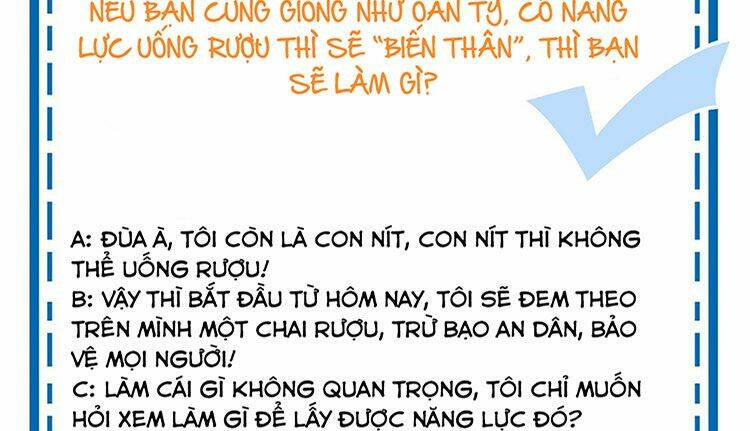 NẾU BẠN CŨNG GIỐNG NHƯ OẢN TỶ, CÓ NĂNG
LỰC UỐNG RƯỢU THÌ SẼ “BIẾN THÂN”, THÌ BẠN
SẼ LÀM GÌ?
A: ĐÙA À, TÔI CÒN LÀ CON NÍT, CON NÍT THÌ KHÔNG
THỂ UỐNG RƯỢU!
B: VẬY THÌ BẮT ĐẦU TỪ HÔM NAY, TÔI SẼ ĐEM THEO
TRÊN MÌNH MỘT CHAI RƯỢU, TRỪ BẠO AN DÂN, BẢO
VỆ MỌI NGƯỜI!
C: LÀM CÁI GÌ KHÔNG QUAN TRỌNG, TÔI CHỈ MUỐN
HỎI XEM LÀM GÌ ĐỂ LẤY ĐƯỢC NĂNG LỰC ĐÓ?